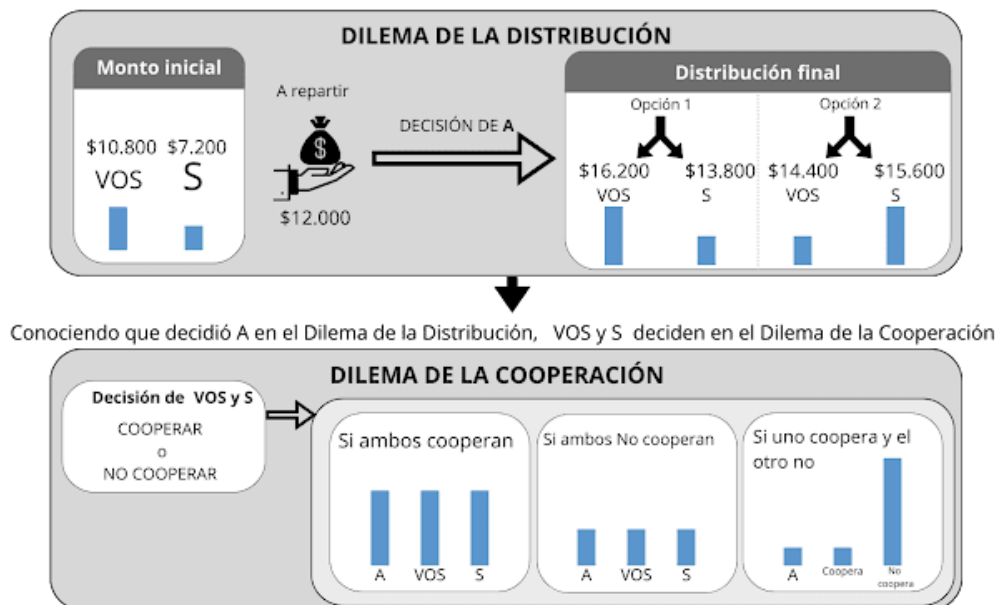 DILEMA DE LA DISTRIBUCIÓN
Monto inicial
$10.800 $7.200
VOS S
A repartir
$
$12.000
DECISIÓN DE A
Distribución final
Opción 1
Opción 2
$16.200 $13.800 $14.400 $15.600
VOS S VOS S
Conociendo que decidió A en el Dilema de la Distribución, VOS y S deciden en el Dilema de la Cooperación
DILEMA DE LA COOPERACIÓN
Decisión de VOS y S
COOPERAR
o
NO COOPERAR
Si ambos cooperan
A VOS S
Si ambos No cooperan
A VOS S
Si uno coopera y el
otro no
A Coopera No
coopera